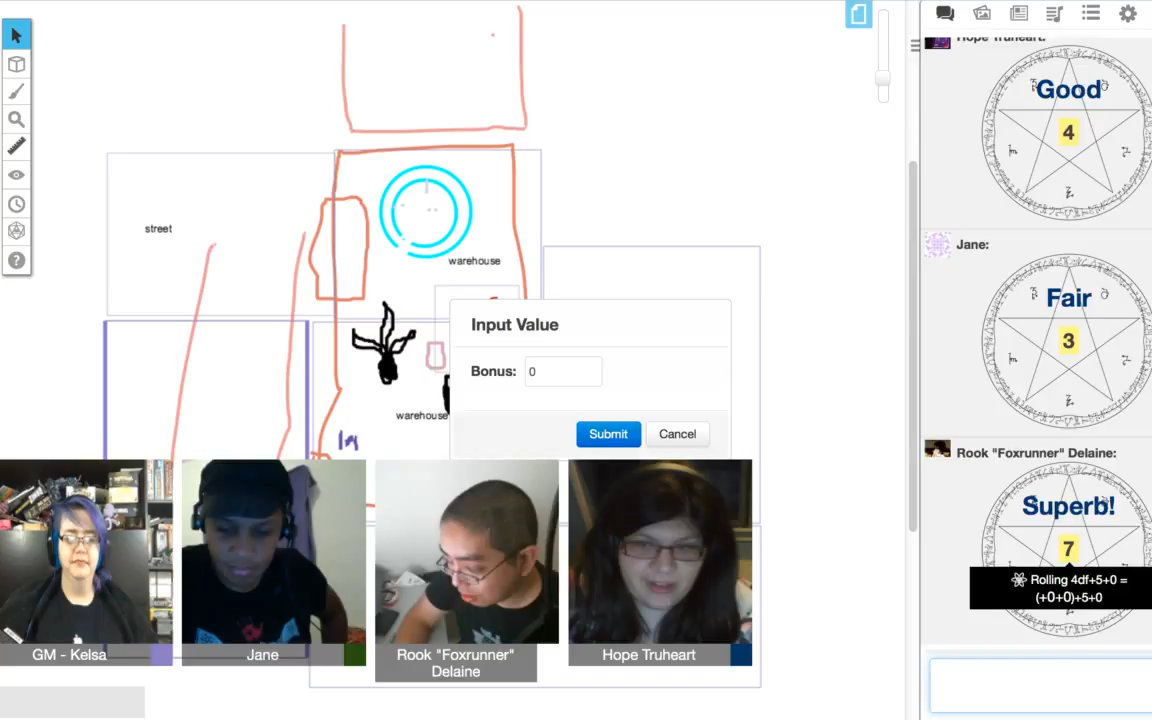 Hope Truheart:
Good
4
street
warehouse
Jane:
Fair
3
Input Value
Bonus: 0
warehouse
Submit Cancel
Rook "Foxrunner" Delaine:
Superb!
7
Rolling 4df+5+0 =
(+0+0)+5+0
GM - Kelsa
Jane
Rook "Foxrunner"
Delaine
Hope Truheart